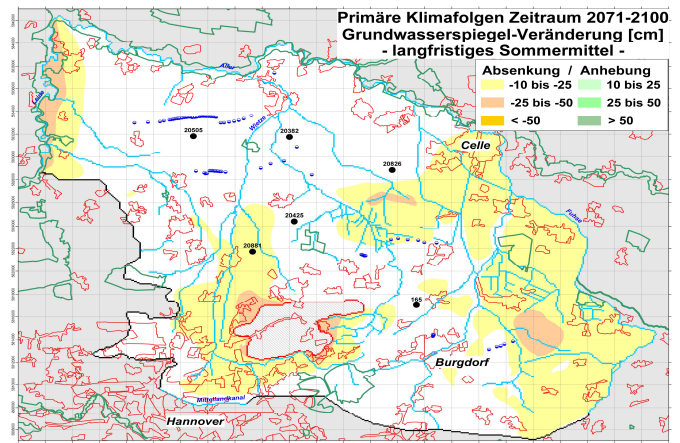 Primäre Klimafolgen Zeitraum 2071-2100
Grundwasserspiegel-Veränderung [cm]
- langfristiges Sommermittel -
Absenkung / Anhebung
-10 bis -25 10 bis 25
-25 bis -50 25 bis 50
< -50 > 50
Aller
Leine
Wietze
20505
20382
Celle
20826
Fuhse
20425
20881
165
Burgdorf
Mittellandkanal
Hannover